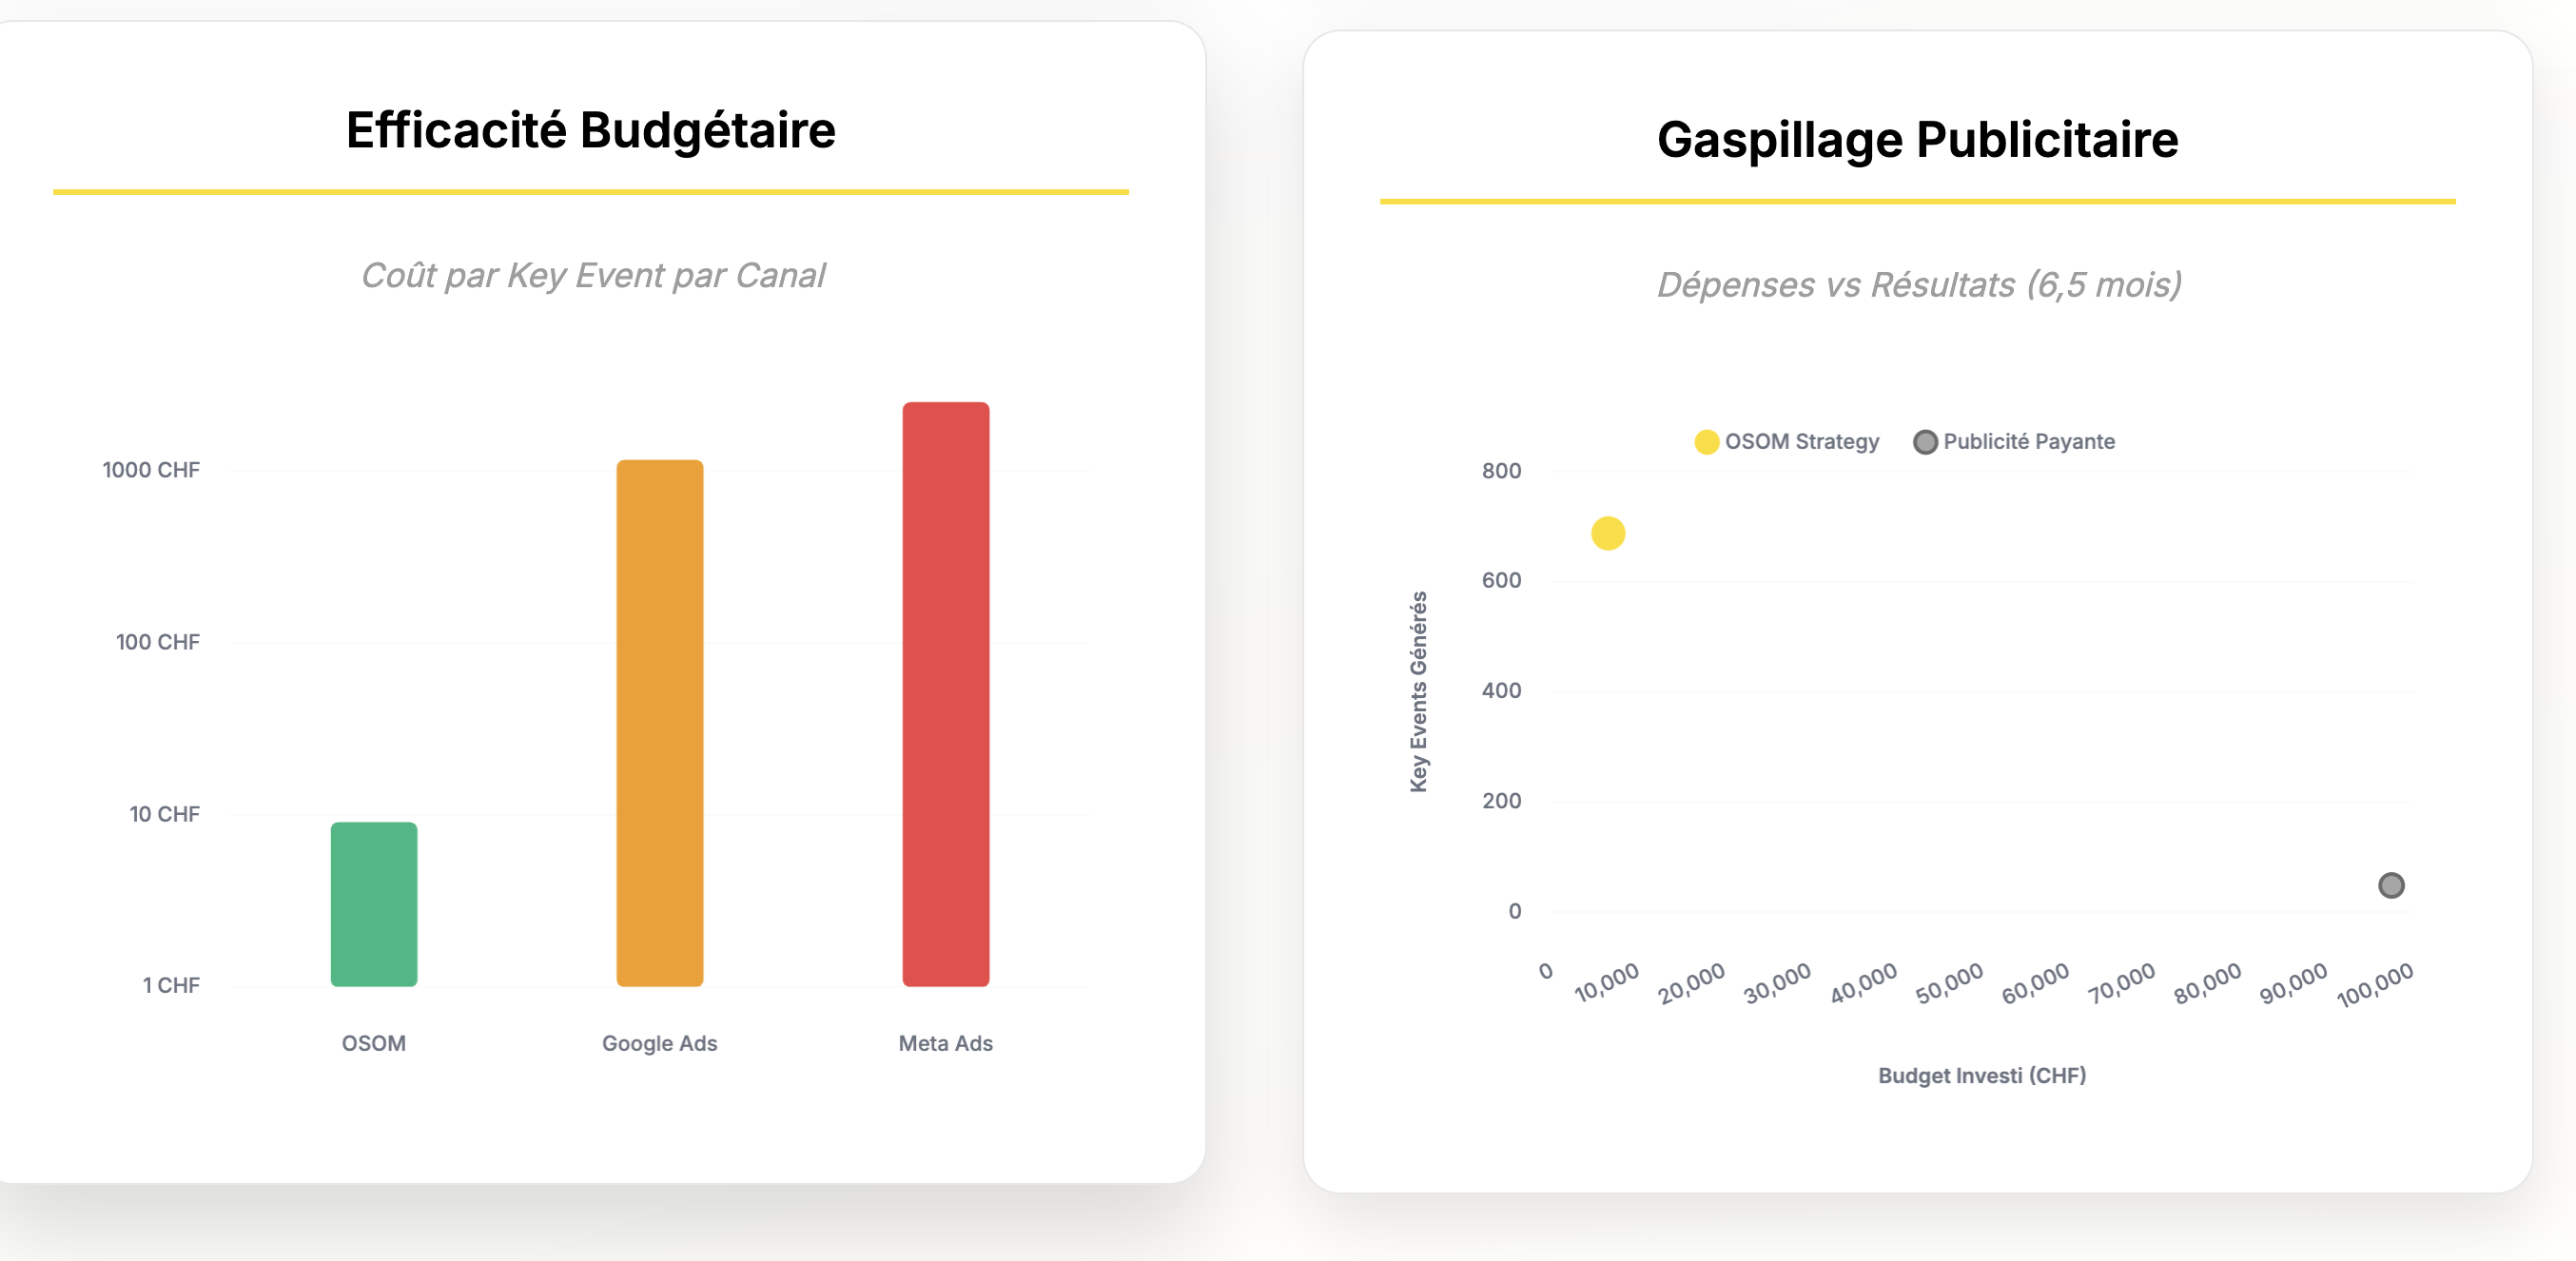 Efficacité Budgétaire
Coût par Key Event par Canal
1000 CHF
100 CHF
10 CHF
1 CHF
OSOM
Google Ads
Meta Ads
Gaspillage Publicitaire
Dépenses vs Résultats (6,5 mois)
OSOM Strategy
Publicité Payante
Key Events Générés
800
600
400
200
0
0
10,000
20,000
30,000
40,000
50,000
60,000
70,000
80,000
90,000
100,000
Budget Investi (CHF)